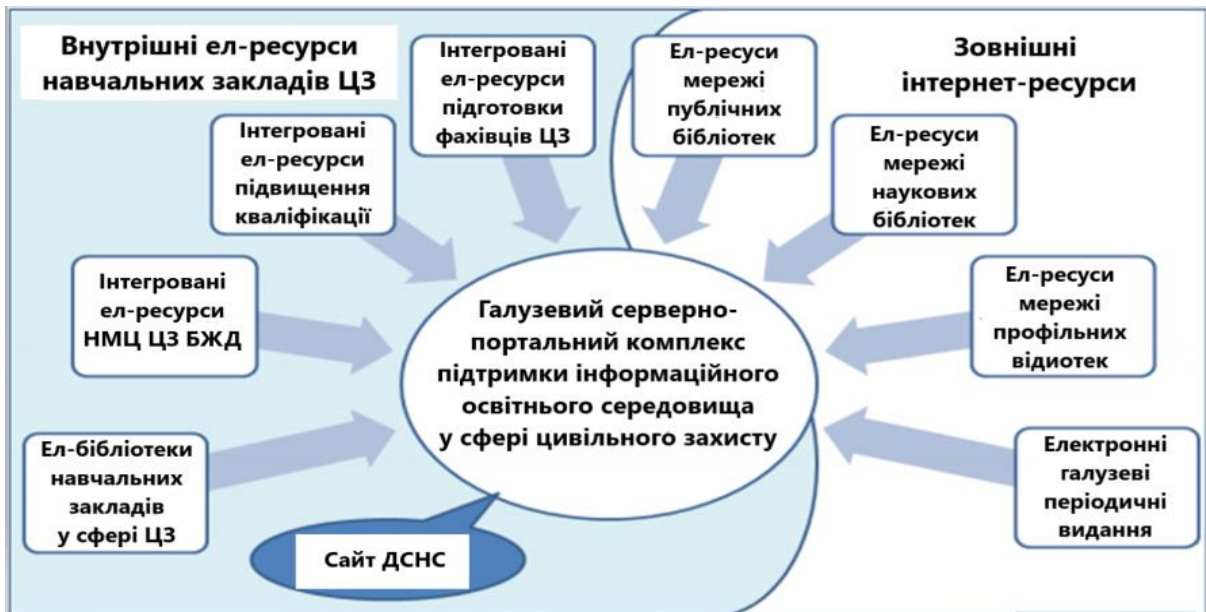 Внутрішні ел-ресурси
навчальних закладів ЦЗ
Інтегровані
ел-ресурси
підготовки
фахівців ЦЗ
Ел-ресуси
мережі
публічних
бібліотек
Зовнішні
інтернет-ресурси
Інтегровані
ел-ресурси
підвищення
кваліфікації
Ел-ресуси
мережі
наукових
бібліотек
Інтегровані
ел-ресурси
НМЦ ЦЗ БЖД
Ел-ресуси
мережі
профільних
відиотек
Галузевий серверно-
портальний комплекс
підтримки інформаційного
освітнього середовища
у сфері цивільного захисту
Ел-бібліотеки
навчальних
закладів
у сфері ЦЗ
Електронні
галузеві
періодичні
видання
Сайт ДСНС